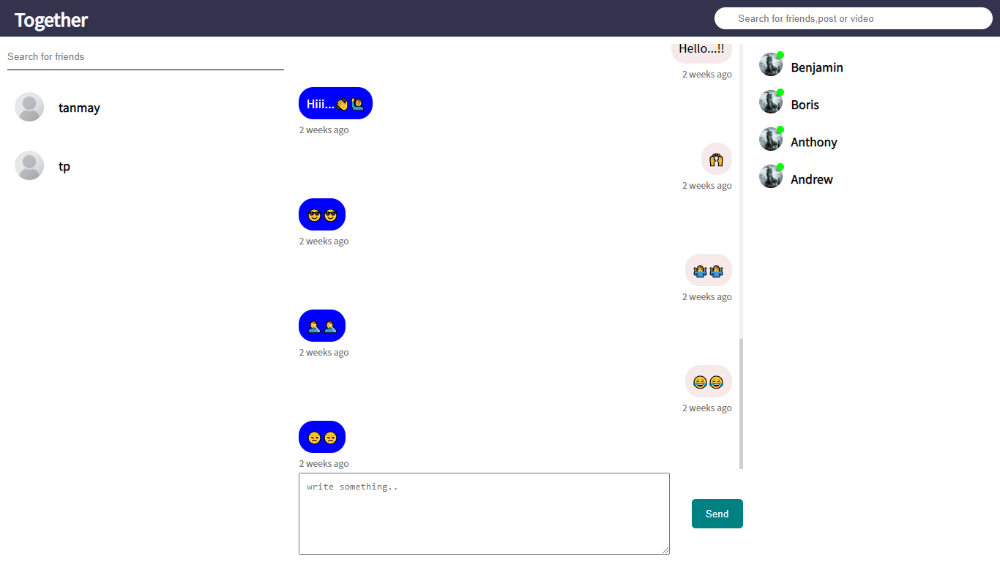 Together
Search for friends,post or video
Search for friends
tanmay
tp
Hello...!!
2 weeks ago
Hiii...👋🙋‍♀️
2 weeks ago
🙌
2 weeks ago
😎😎
2 weeks ago
🤷‍♀️🤷‍♀️
2 weeks ago
🤦‍♂️🤦‍♂️
2 weeks ago
😂😂
2 weeks ago
😒😒
2 weeks ago
write something..
Send
Benjamin
Boris
Anthony
Andrew